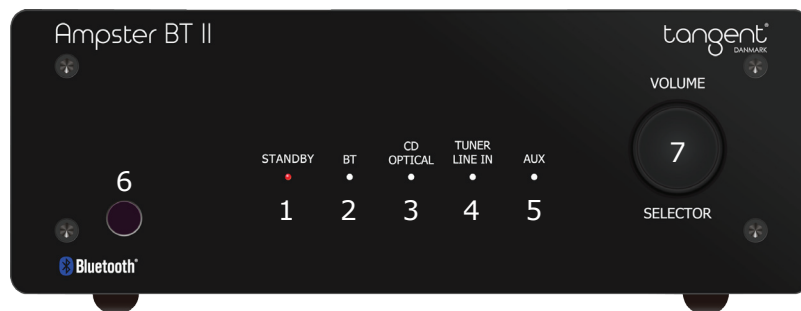 Ampster BT II
tangent®
DANMARK
VOLUME
7
SELECTOR
STANDBY
BT
CD
OPTICAL
TUNER
LINE IN
AUX
6
1 2 3 4 5
Bluetooth®